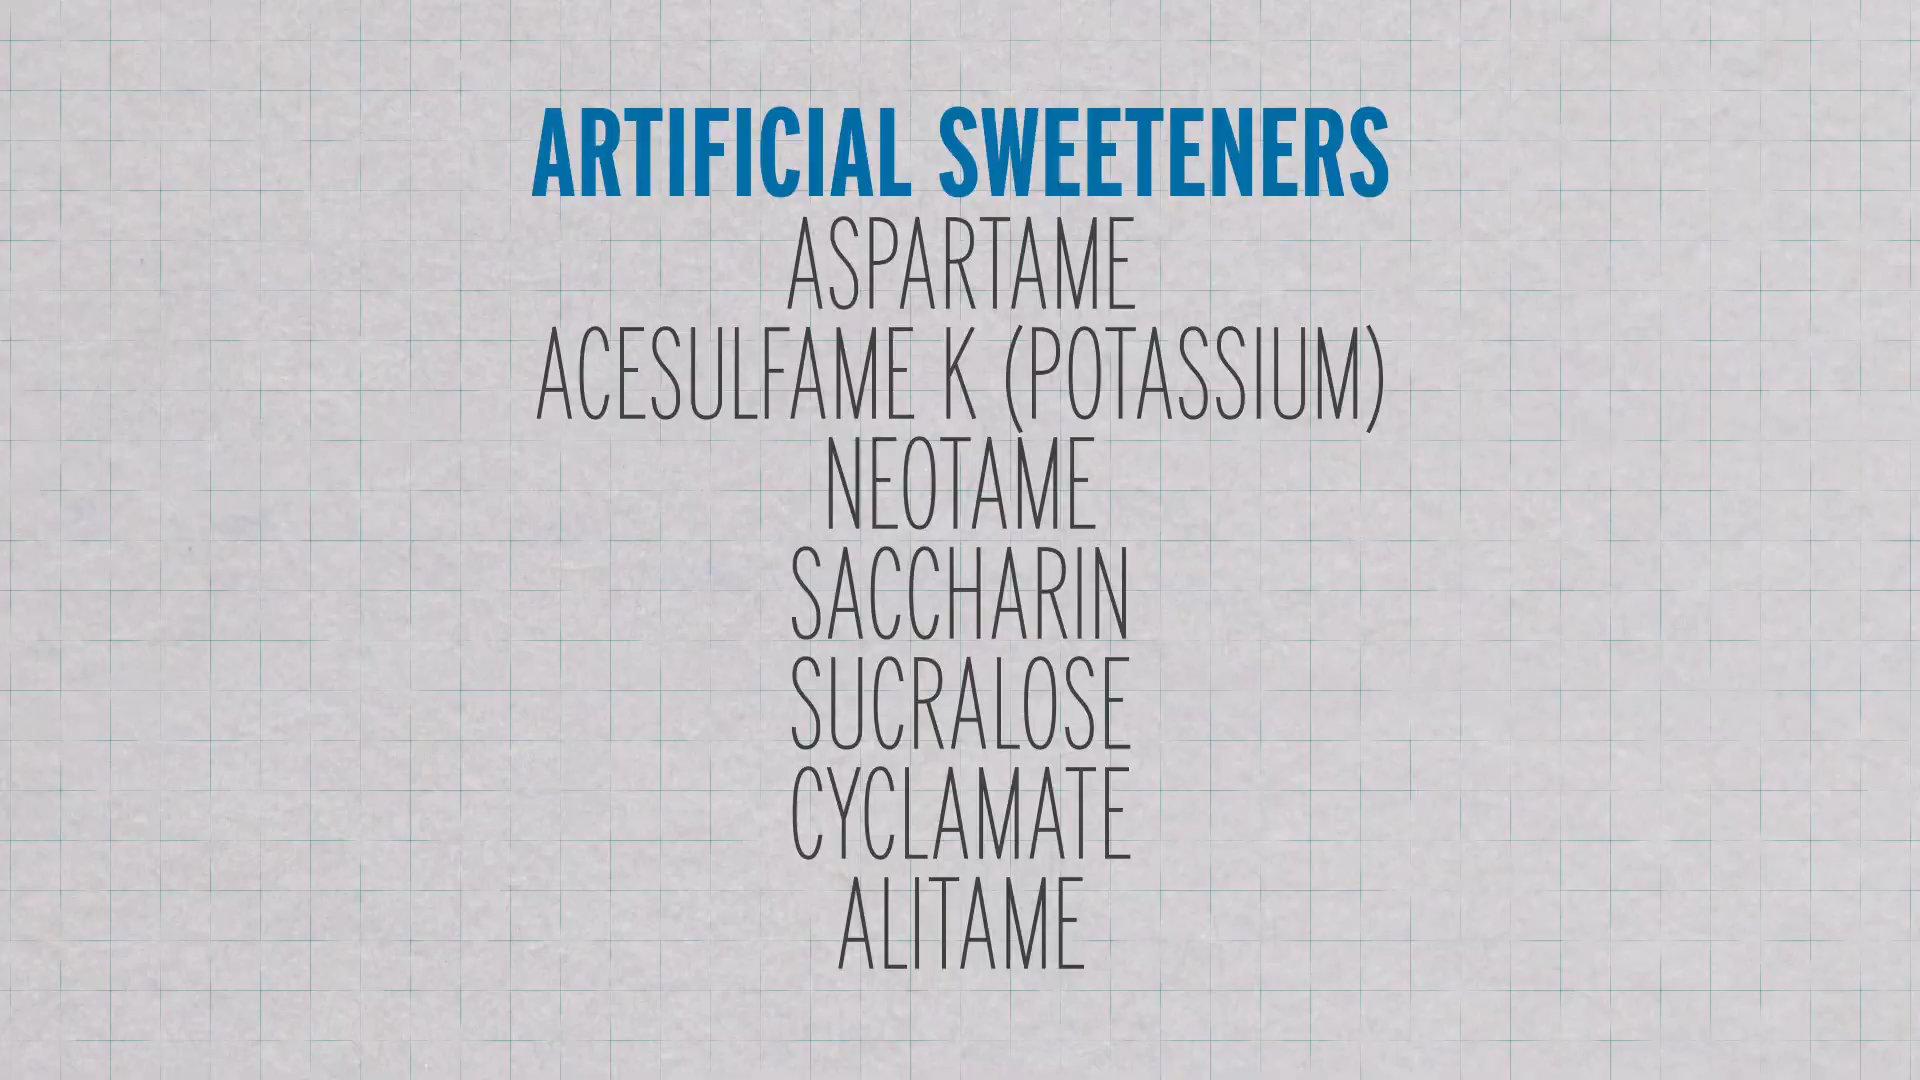 ARTIFICIAL SWEETENERS
ASPARTAME
ACESULFAME K (POTASSIUM)
NEOTAME
SACCHARIN
SUCRALOSE
CYCLAMATE
ALITAME